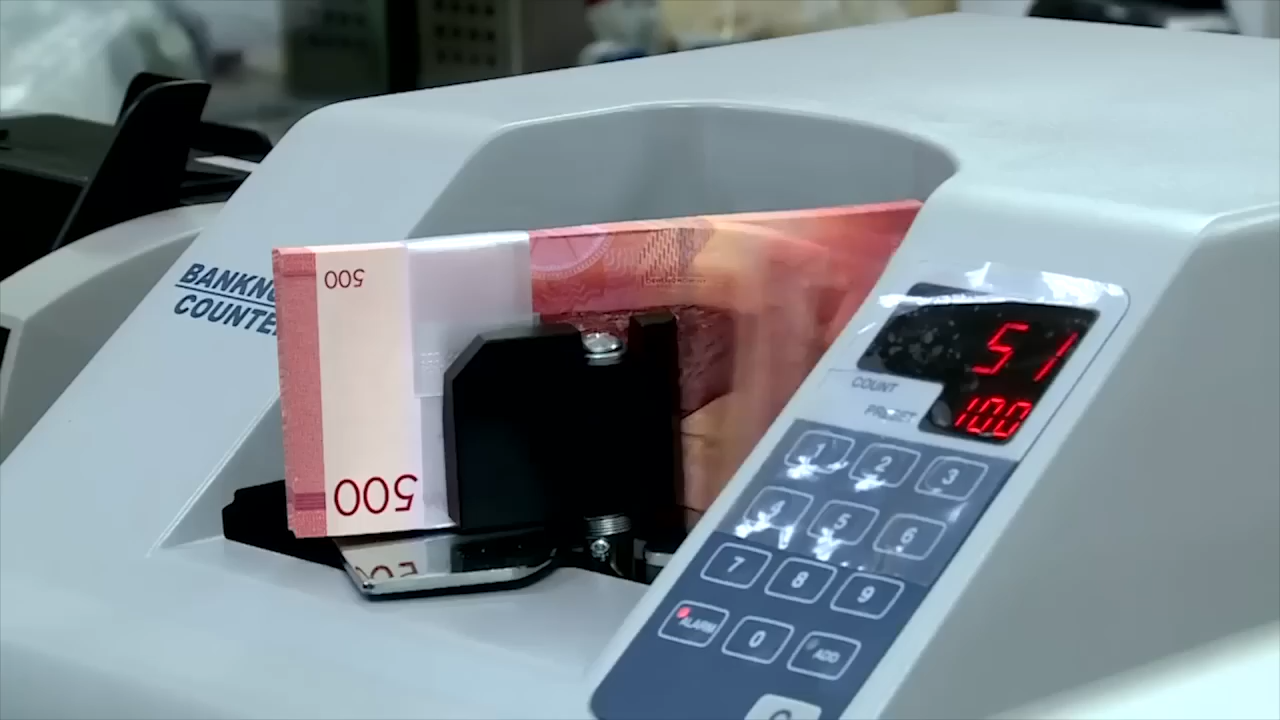 BANKN
COUNTE
500
500
51
COUNT
PRESET
100
1 2 3
4 5 6
7 8 9
ALARM 0 ADD